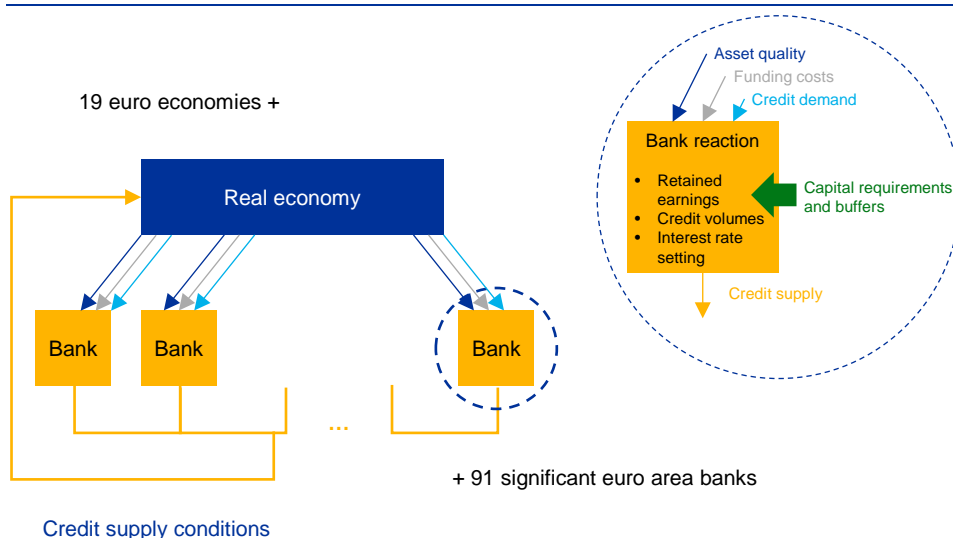 19 euro economies +
Real economy
Bank
Bank
Bank
...
+ 91 significant euro area banks
Credit supply conditions
Asset quality
Funding costs
Credit demand
Bank reaction
• Retained
earnings
• Credit volumes
• Interest rate
setting
Capital requirements
and buffers
Credit supply